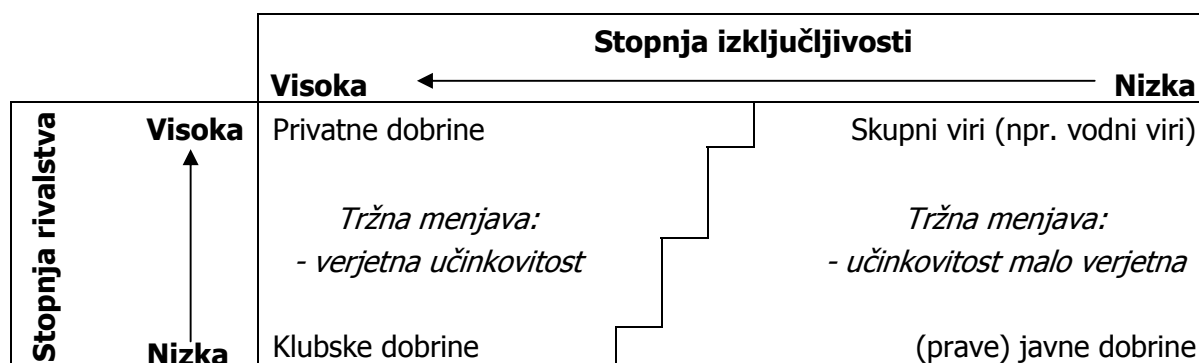 Stopnja izključljivosti
Visoka Nizka
Stopnja rivalstva
Visoka Privatne dobrine Skupni viri (npr. vodni viri)
Tržna menjava: Tržna menjava:
- verjetna učinkovitost - učinkovitost malo verjetna
Nizka Klubske dobrine (prave) javne dobrine